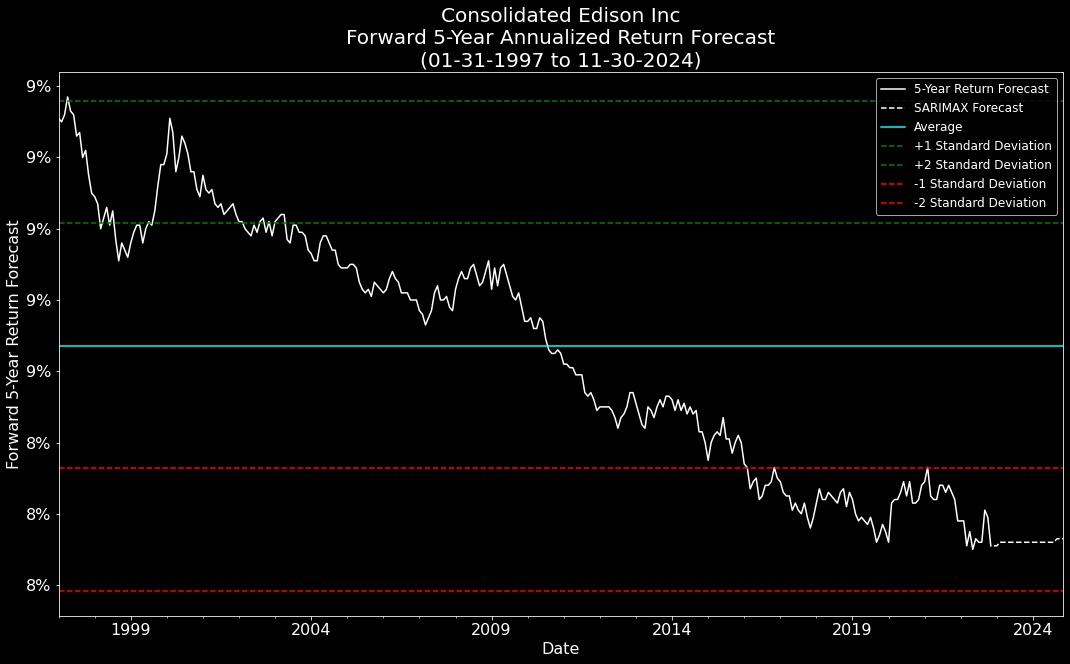 Consolidated Edison Inc
Forward 5-Year Annualized Return Forecast
(01-31-1997 to 11-30-2024)
5-Year Return Forecast
SARIMAX Forecast
Average
+1 Standard Deviation
+2 Standard Deviation
-1 Standard Deviation
-2 Standard Deviation
Forward 5-Year Return Forecast
9%
9%
9%
9%
9%
8%
8%
8%
1999
2004
2009
2014
2019
2024
Date